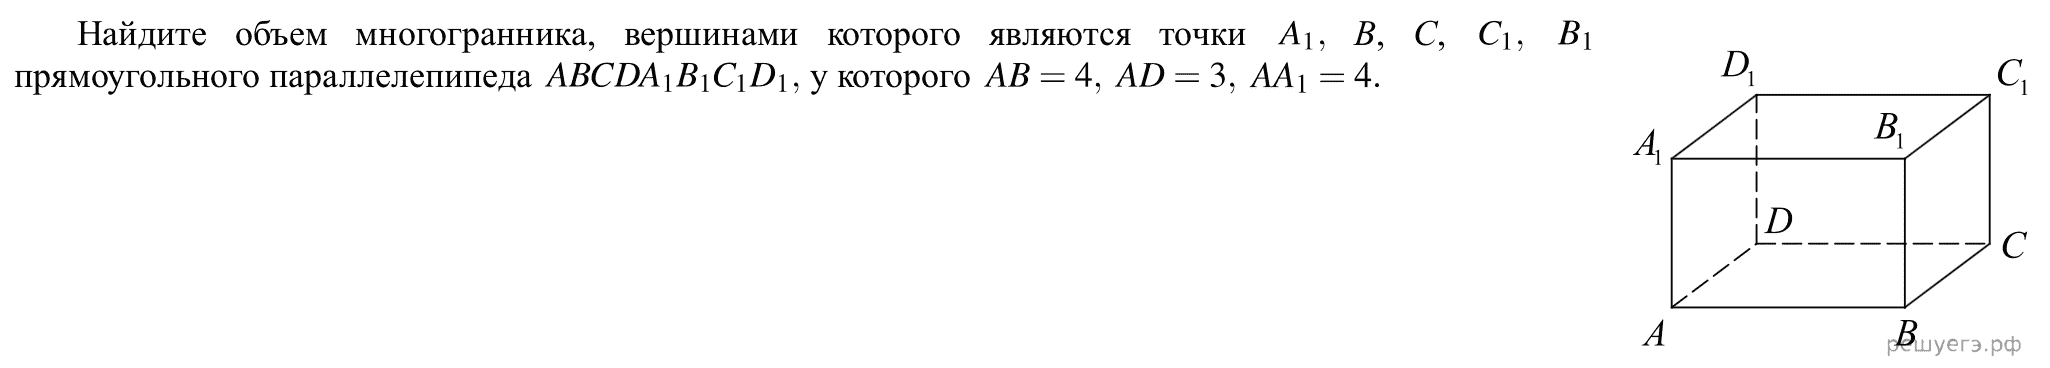 Найдите объем многогранника, вершинами которого являются точки A₁, B, C, C₁, B₁
прямоугольного параллелепипеда ABCDA₁B₁C₁D₁, у которого AB = 4, AD = 3, AA₁ = 4.
D₁
C₁
B₁
A₁
D
C
A
B
решуегэ.рф